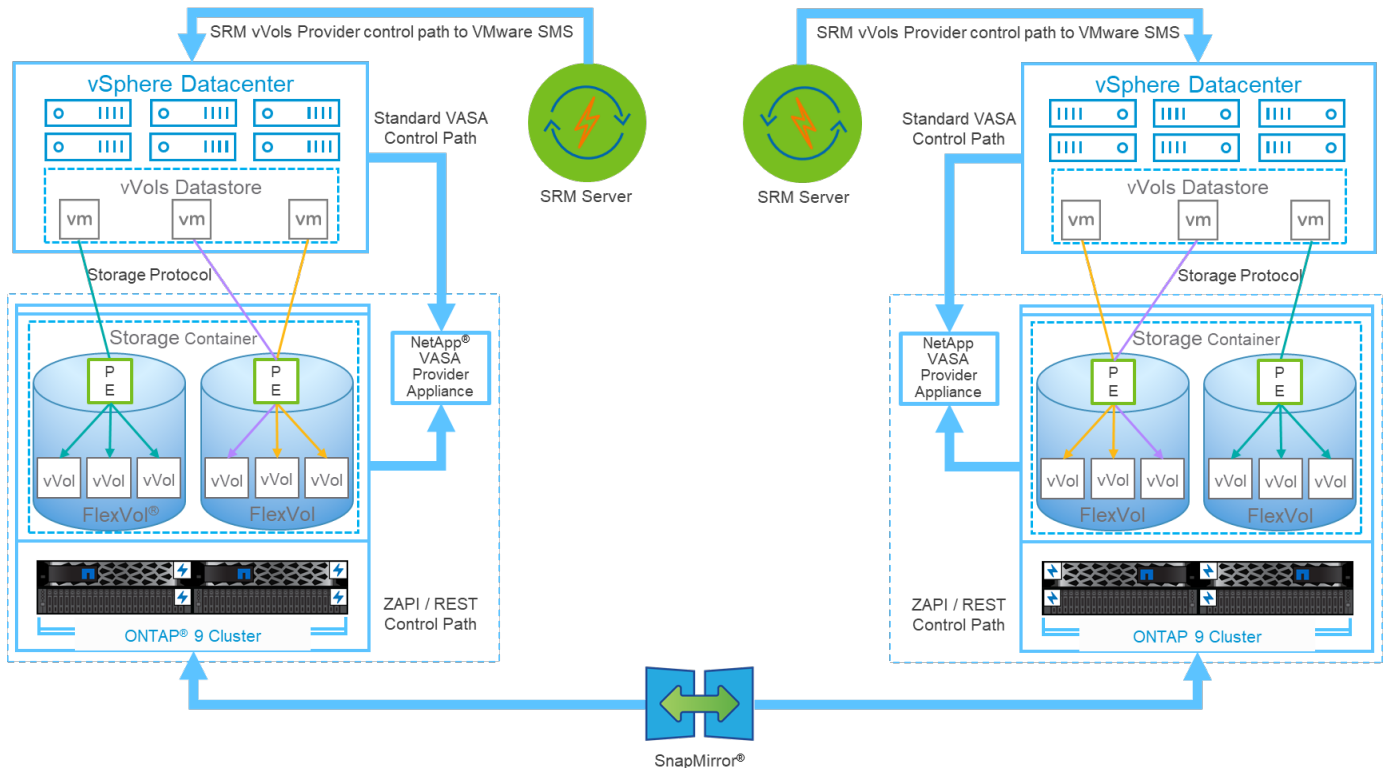 SRM vVols Provider control path to VMware SMS
vSphere Datacenter
Standard VASA
Control Path
SRM Server
vVols Datastore
vm
vm
vm
Storage Protocol
Storage Container
NetApp®
VASA
Provider
Appliance
P
E
P
E
vVol
vVol
vVol
vVol
vVol
vVol
FlexVol®
FlexVol
ZAPI / REST
Control Path
ONTAP® 9 Cluster
SRM vVols Provider control path to VMware SMS
SRM Server
Standard VASA
Control Path
vSphere Datacenter
vVols Datastore
vm
vm
vm
Storage Protocol
NetApp
VASA
Provider
Appliance
Storage Container
P
E
P
E
vVol
vVol
vVol
vVol
vVol
vVol
FlexVol
FlexVol
ZAPI / REST
Control Path
ONTAP 9 Cluster
SnapMirror®